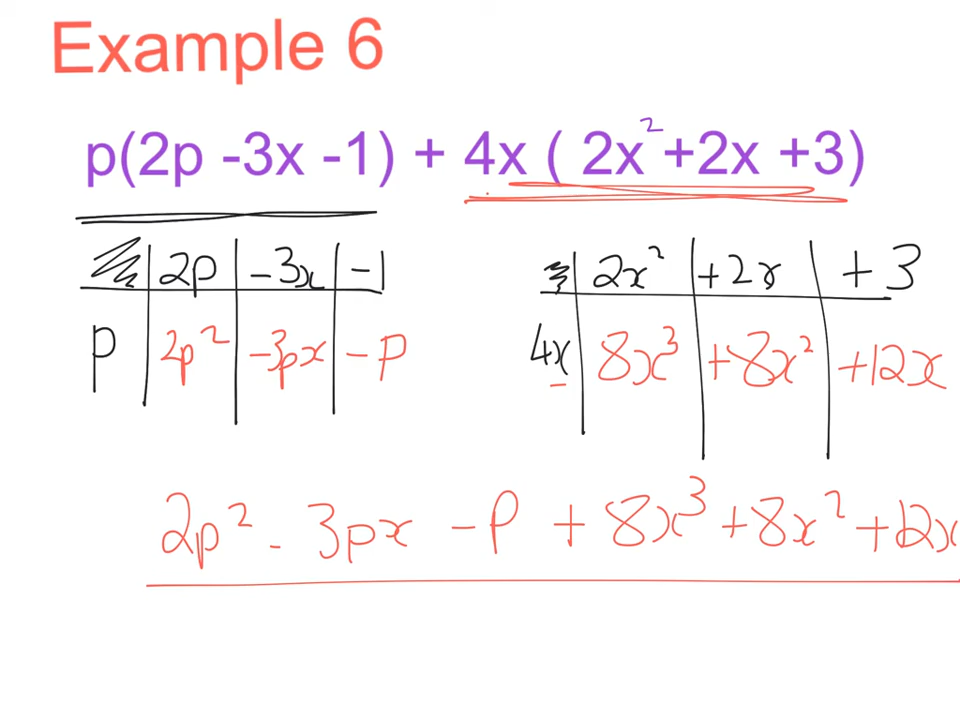 Example 6
p(2p -3x -1) + 4x ( 2x² +2x +3)
2p -3x -1
p 2p² -3px -p
2x² +2x +3
4x 8x³ +8x² +12x
2p² - 3px - p + 8x³ + 8x² + 12x